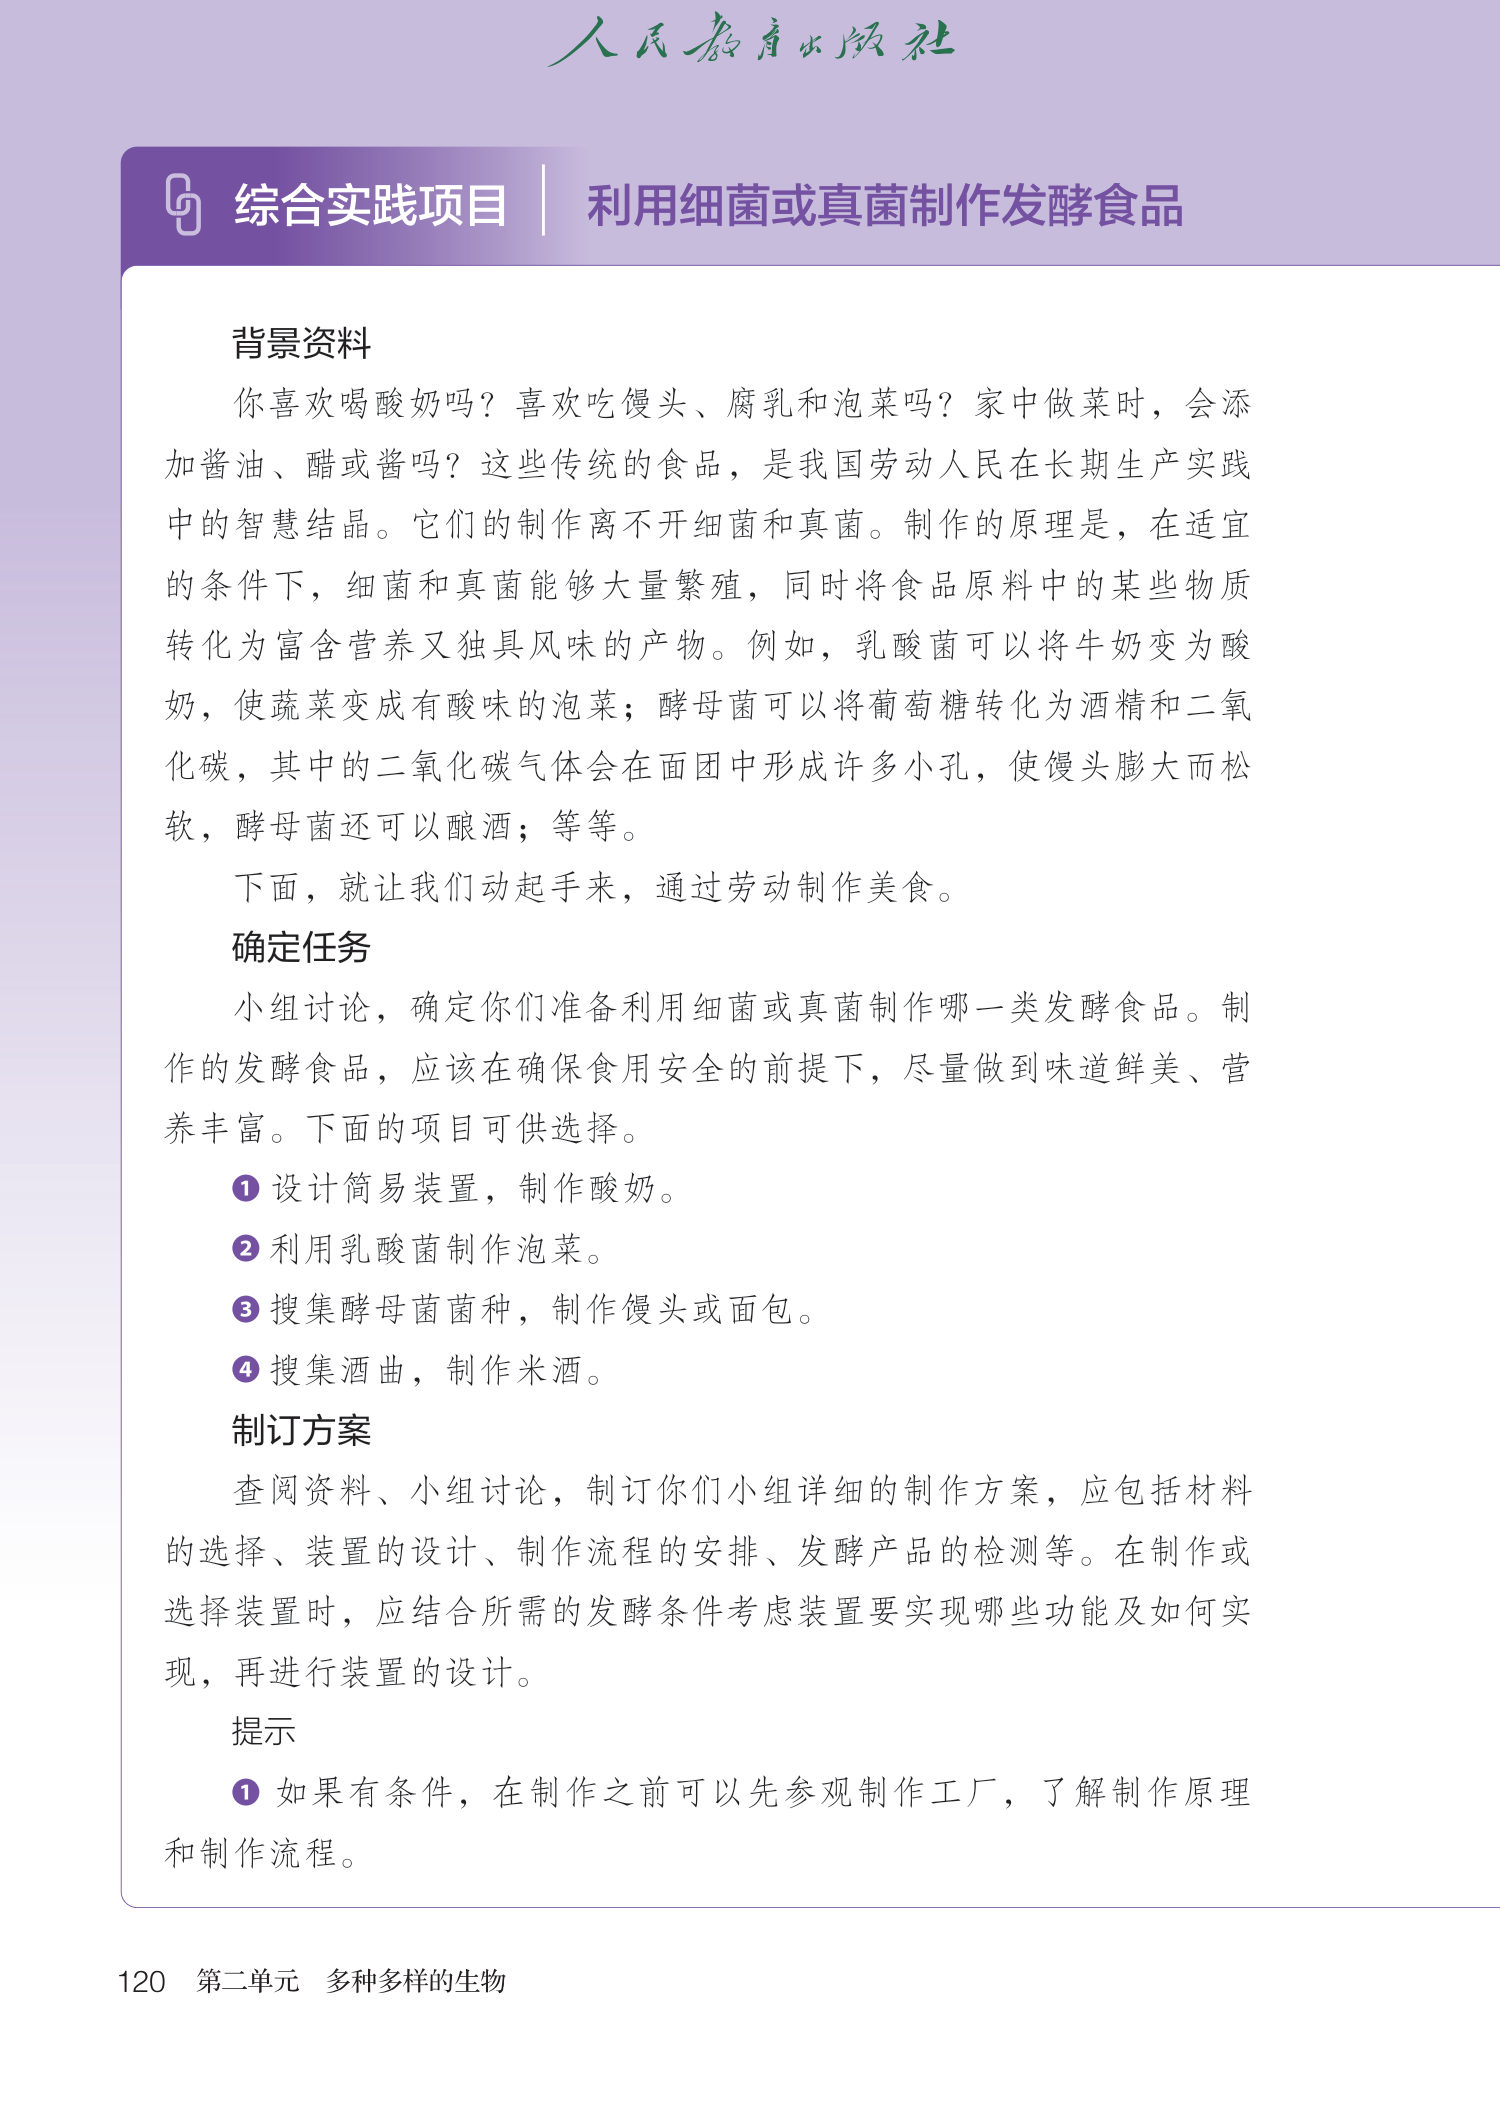 人民教育出版社
综合实践项目 利用细菌或真菌制作发酵食品
背景资料
你喜欢喝酸奶吗？喜欢吃馒头、腐乳和泡菜吗？家中做菜时，会添
加酱油、醋或酱吗？这些传统的食品，是我国劳动人民在长期生产实践
中的智慧结晶。它们的制作离不开细菌和真菌。制作的原理是，在适宜
的条件下，细菌和真菌能够大量繁殖，同时将食品原料中的某些物质
转化为富含营养又独具风味的产物。例如，乳酸菌可以将牛奶变为酸
奶，使蔬菜变成有酸味的泡菜；酵母菌可以将葡萄糖转化为酒精和二氧
化碳，其中的二氧化碳气体会在面团中形成许多小孔，使馒头膨大而松
软，酵母菌还可以酿酒；等等。
下面，就让我们动起手来，通过劳动制作美食。
确定任务
小组讨论，确定你们准备利用细菌或真菌制作哪一类发酵食品。制
作的发酵食品，应该在确保食用安全的前提下，尽量做到味道鲜美、营
养丰富。下面的项目可供选择。
❶ 设计简易装置，制作酸奶。
❷ 利用乳酸菌制作泡菜。
❸ 搜集酵母菌菌种，制作馒头或面包。
❹ 搜集酒曲，制作米酒。
制订方案
查阅资料、小组讨论，制订你们小组详细的制作方案，应包括材料
的选择、装置的设计、制作流程的安排、发酵产品的检测等。在制作或
选择装置时，应结合所需的发酵条件考虑装置要实现哪些功能及如何实
现，再进行装置的设计。
提示
❶ 如果有条件，在制作之前可以先参观制作工厂，了解制作原理
和制作流程。
120 第二单元 多种多样的生物